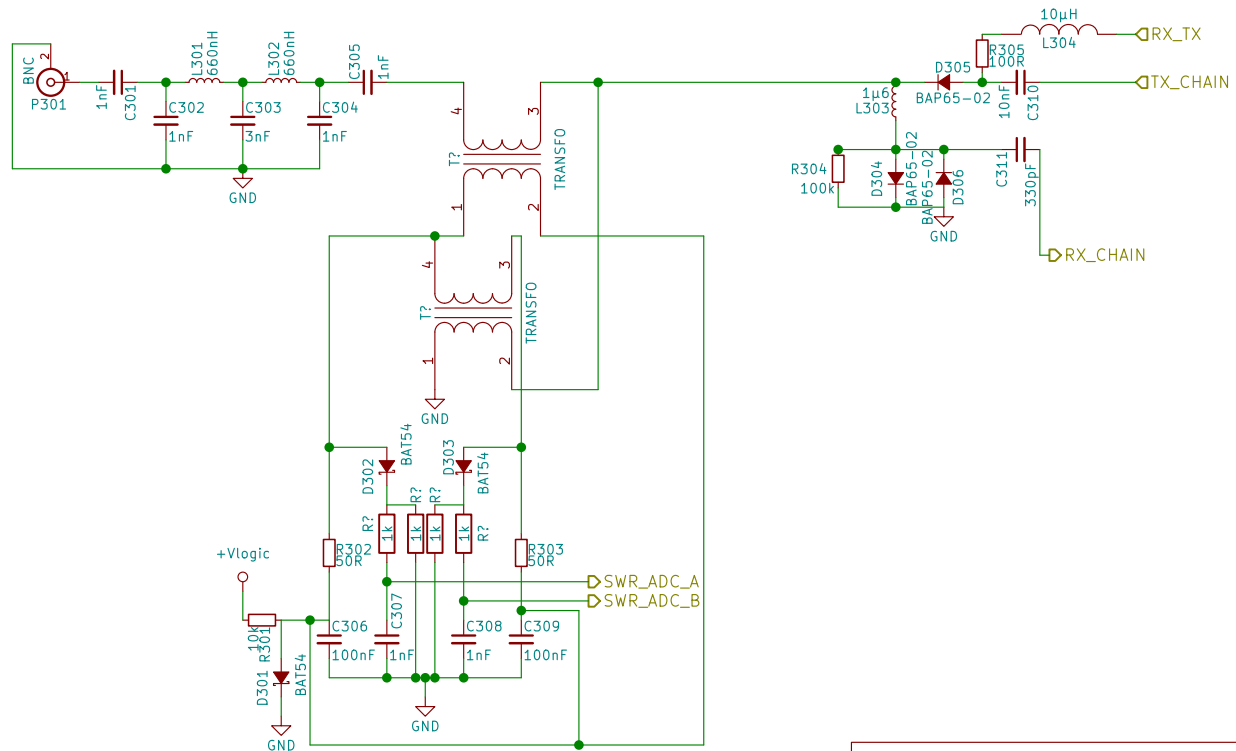 BNC
2
1
P301
1nF
C301
L301
660nH
L302
660nH
C305
1nF
C302
1nF
C303
3nF
C304
1nF
GND
4
3
T?
TRANSFO
1
2
4
3
T?
TRANSFO
1
2
GND
10µH
L304
RX_TX
R305
100R
D305
BAP65-02
10nF
C310
TX_CHAIN
1µ6
L303
R304
100k
D304
BAP65-02
BAP65-02
D306
C311
330pF
GND
RX_CHAIN
D302
BAT54
D303
BAT54
R?
1k
R?
1k
R?
1k
1k
R?
R302
50R
R303
50R
+Vlogic
10k
R301
SWR_ADC_A
SWR_ADC_B
C306
100nF
C307
1nF
C308
1nF
C309
100nF
D301
BAT54
GND
GND